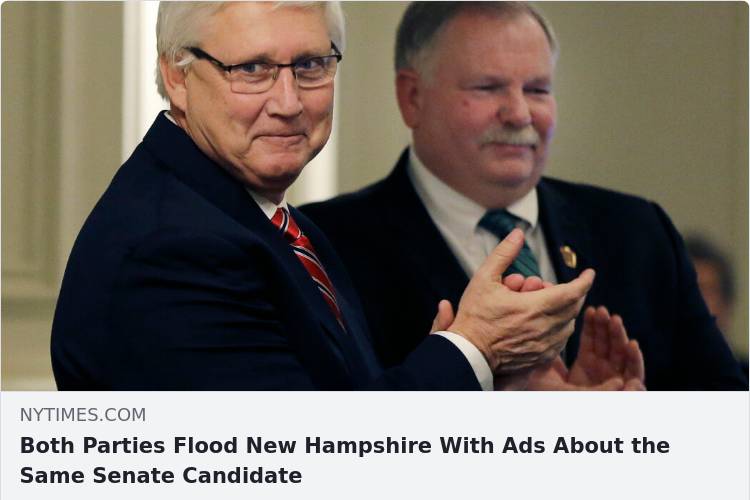 NYTIMES.COM
Both Parties Flood New Hampshire With Ads About the
Same Senate Candidate